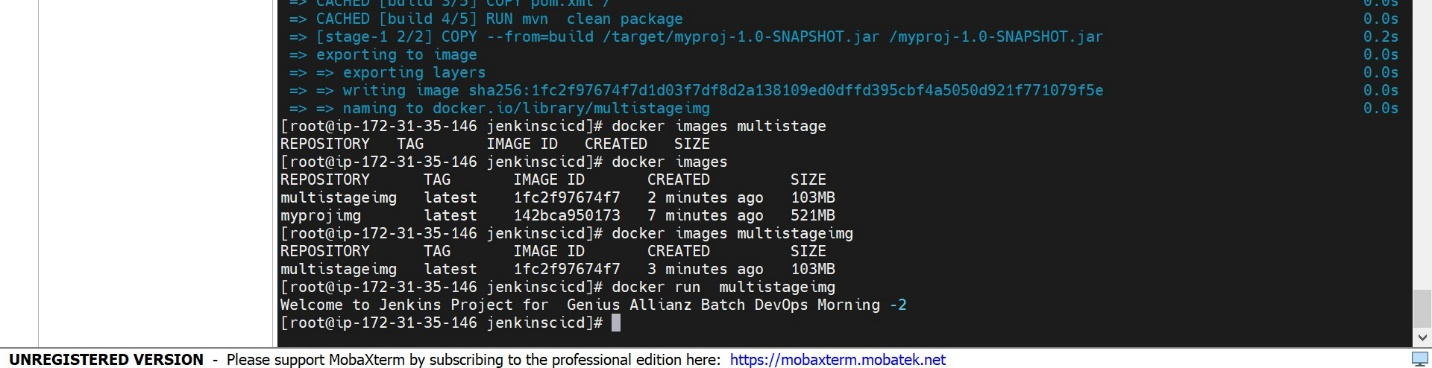 => CACHED [build 3/5] COPY pom.xml / 0.0s
=> CACHED [build 4/5] RUN mvn  clean package 0.0s
=> [stage-1 2/2] COPY --from=build /target/myproj-1.0-SNAPSHOT.jar /myproj-1.0-SNAPSHOT.jar 0.2s
=> exporting to image 0.0s
=> => exporting layers 0.0s
=> => writing image sha256:1fc2f97674f7d1d03f7df8d2a138109ed0dffd395cbf4a5050d921f771079f5e 0.0s
=> => naming to docker.io/library/multistageimg 0.0s
[root@ip-172-31-35-146 jenkinscicd]# docker images multistage
REPOSITORY   TAG       IMAGE ID   CREATED   SIZE
[root@ip-172-31-35-146 jenkinscicd]# docker images
REPOSITORY      TAG       IMAGE ID       CREATED         SIZE
multistageimg   latest    1fc2f97674f7   2 minutes ago   103MB
myprojimg       latest    142bca950173   7 minutes ago   521MB
[root@ip-172-31-35-146 jenkinscicd]# docker images multistageimg
REPOSITORY      TAG       IMAGE ID       CREATED         SIZE
multistageimg   latest    1fc2f97674f7   3 minutes ago   103MB
[root@ip-172-31-35-146 jenkinscicd]# docker run  multistageimg
Welcome to Jenkins Project for  Genius Allianz Batch DevOps Morning -2
[root@ip-172-31-35-146 jenkinscicd]#
UNREGISTERED VERSION - Please support MobaXterm by subscribing to the professional edition here: https://mobaxterm.mobatek.net